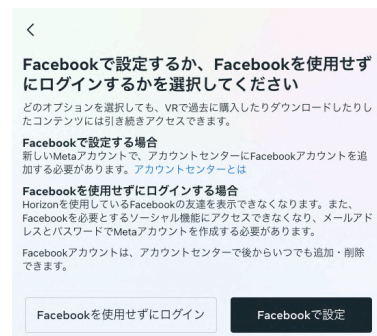 Facebookで設定するか、Facebookを使用せず
にログインするかを選択してください
どのオプションを選択しても、VRで過去に購入したりダウンロードしたりし
たコンテンツには引き続きアクセスできます。
Facebookで設定する場合
新しいMetaアカウントで、アカウントセンターにFacebookアカウントを追
加する必要があります。アカウントセンターとは
Facebookを使用せずにログインする場合
Horizonを使用しているFacebookの友達を表示できなくなります。また、
Facebookを必要とするソーシャル機能にアクセスできなくなり、メールアド
レスとパスワードでMetaアカウントを作成する必要があります。
Facebookアカウントは、アカウントセンターで後からいつでも追加・削除
できます。
Facebookを使用せずにログイン
Facebookで設定